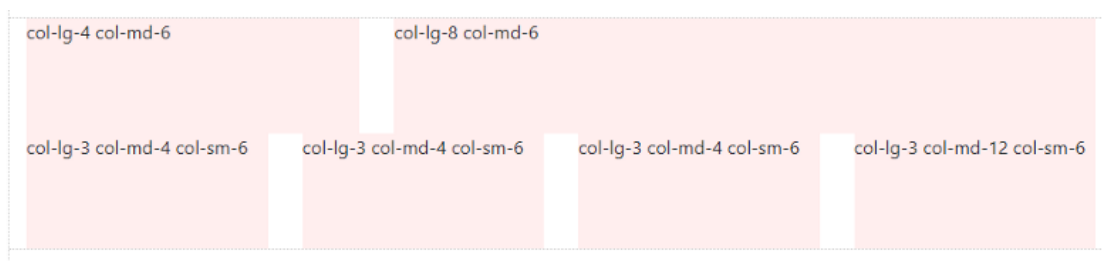 col-lg-4 col-md-6
col-lg-8 col-md-6
col-lg-3 col-md-4 col-sm-6
col-lg-3 col-md-4 col-sm-6
col-lg-3 col-md-4 col-sm-6
col-lg-3 col-md-12 col-sm-6